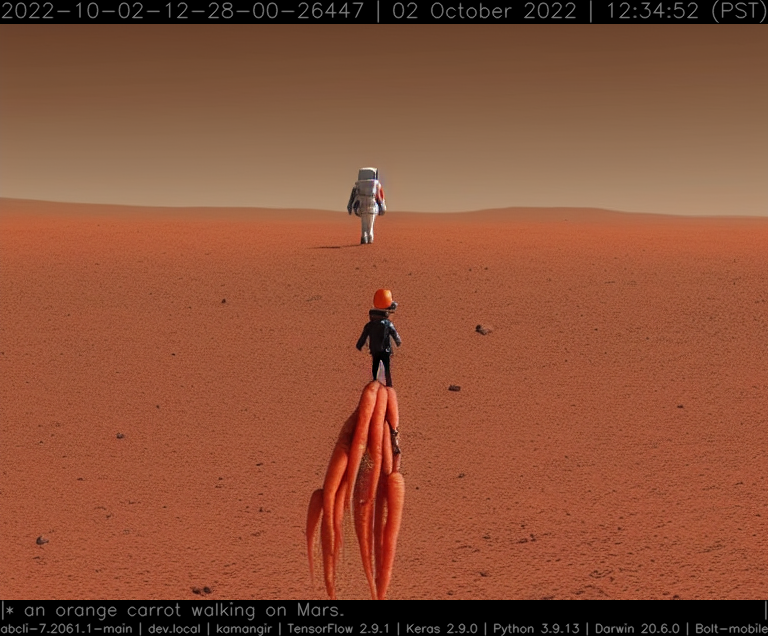 2022-10-02-12-28-00-26447 | 02 October 2022 | 12:34:52 (PST)
|* an orange carrot walking on Mars. |
abcli-7.2061.1-main | dev.local | kamangir | TensorFlow 2.9.1 | Keras 2.9.0 | Python 3.9.13 | Darwin 20.6.0 | Bolt-mobile